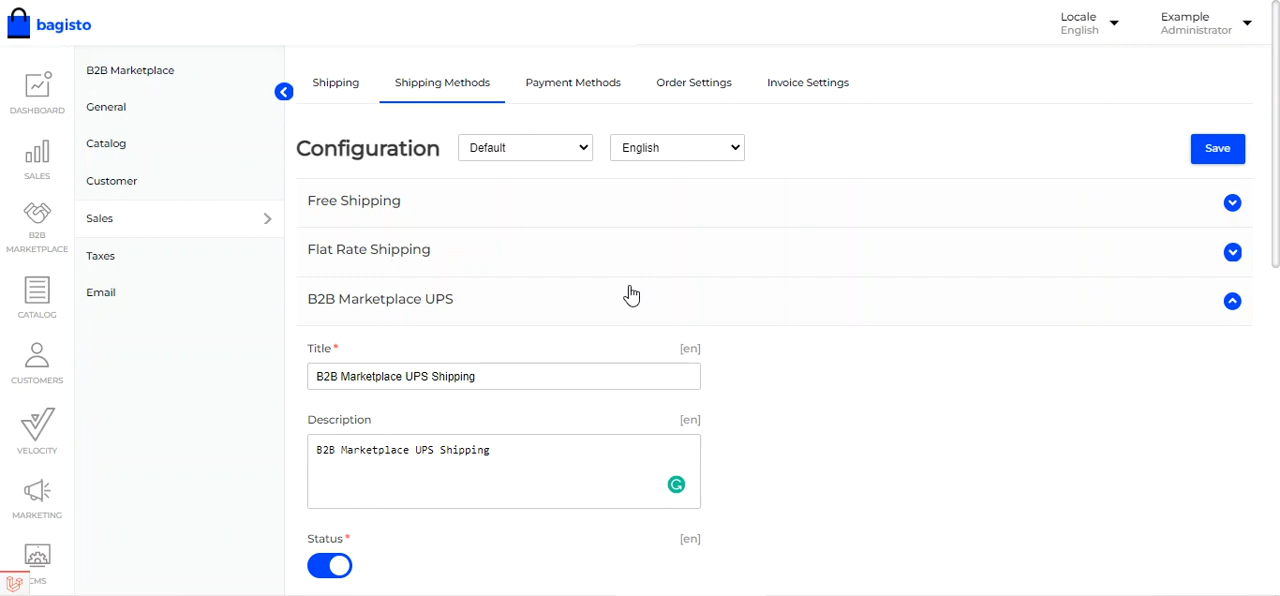 bagisto
Locale
English
Example
Administrator
DASHBOARD
SALES
B2B
MARKETPLACE
CATALOG
CUSTOMERS
VELOCITY
MARKETING
CMS
B2B Marketplace
General
Catalog
Customer
Sales
Taxes
Email
Shipping
Shipping Methods
Payment Methods
Order Settings
Invoice Settings
Configuration
Default
English
Save
Free Shipping
Flat Rate Shipping
B2B Marketplace UPS
Title* [en]
B2B Marketplace UPS Shipping
Description [en]
B2B Marketplace UPS Shipping
Status* [en]